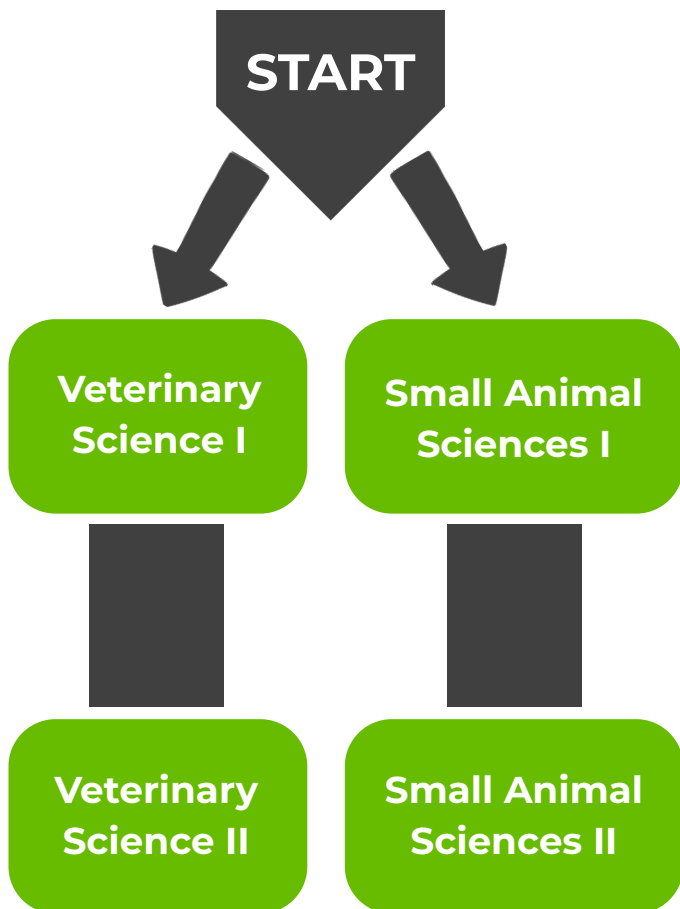 START
Veterinary
Science I
Small Animal
Sciences I
Veterinary
Science II
Small Animal
Sciences II